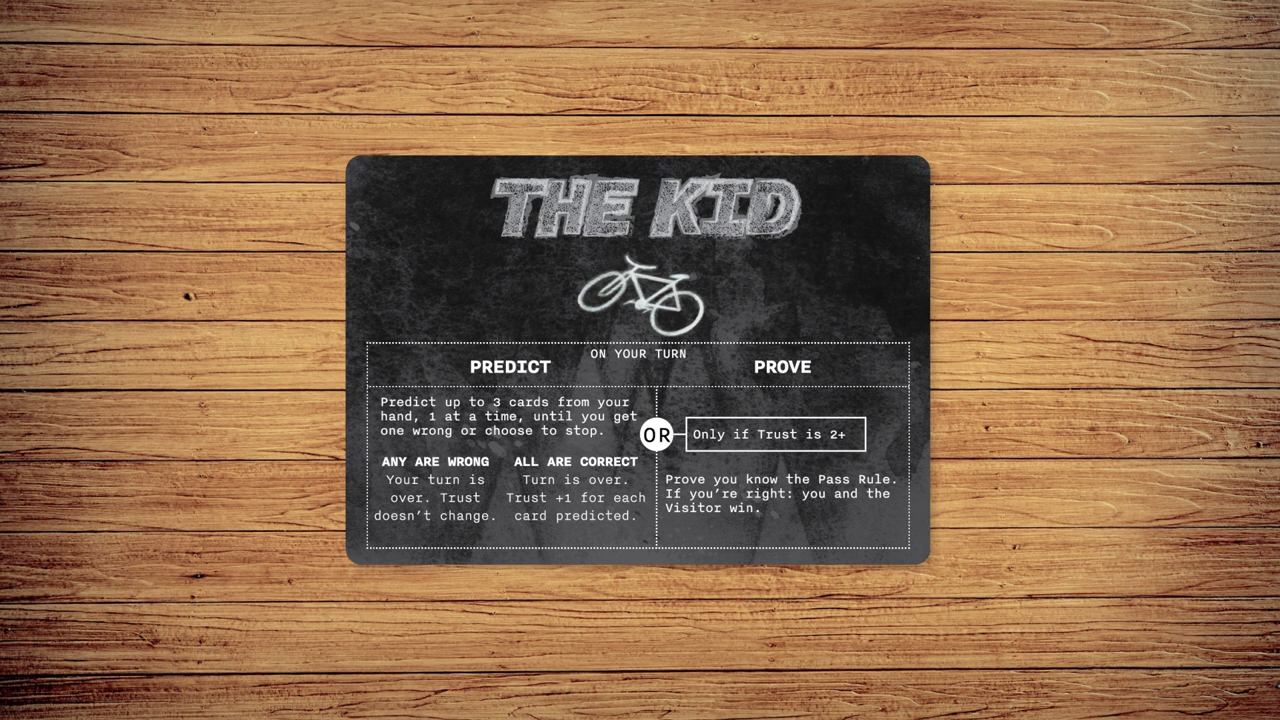 THE KID
ON YOUR TURN
PREDICT
PROVE
Predict up to 3 cards from your
hand, 1 at a time, until you get
one wrong or choose to stop.
ANY ARE WRONG
Your turn is
over. Trust
doesn’t change.
ALL ARE CORRECT
Turn is over.
Trust +1 for each
card predicted.
OR
Only if Trust is 2+
Prove you know the Pass Rule.
If you’re right: you and the
Visitor win.